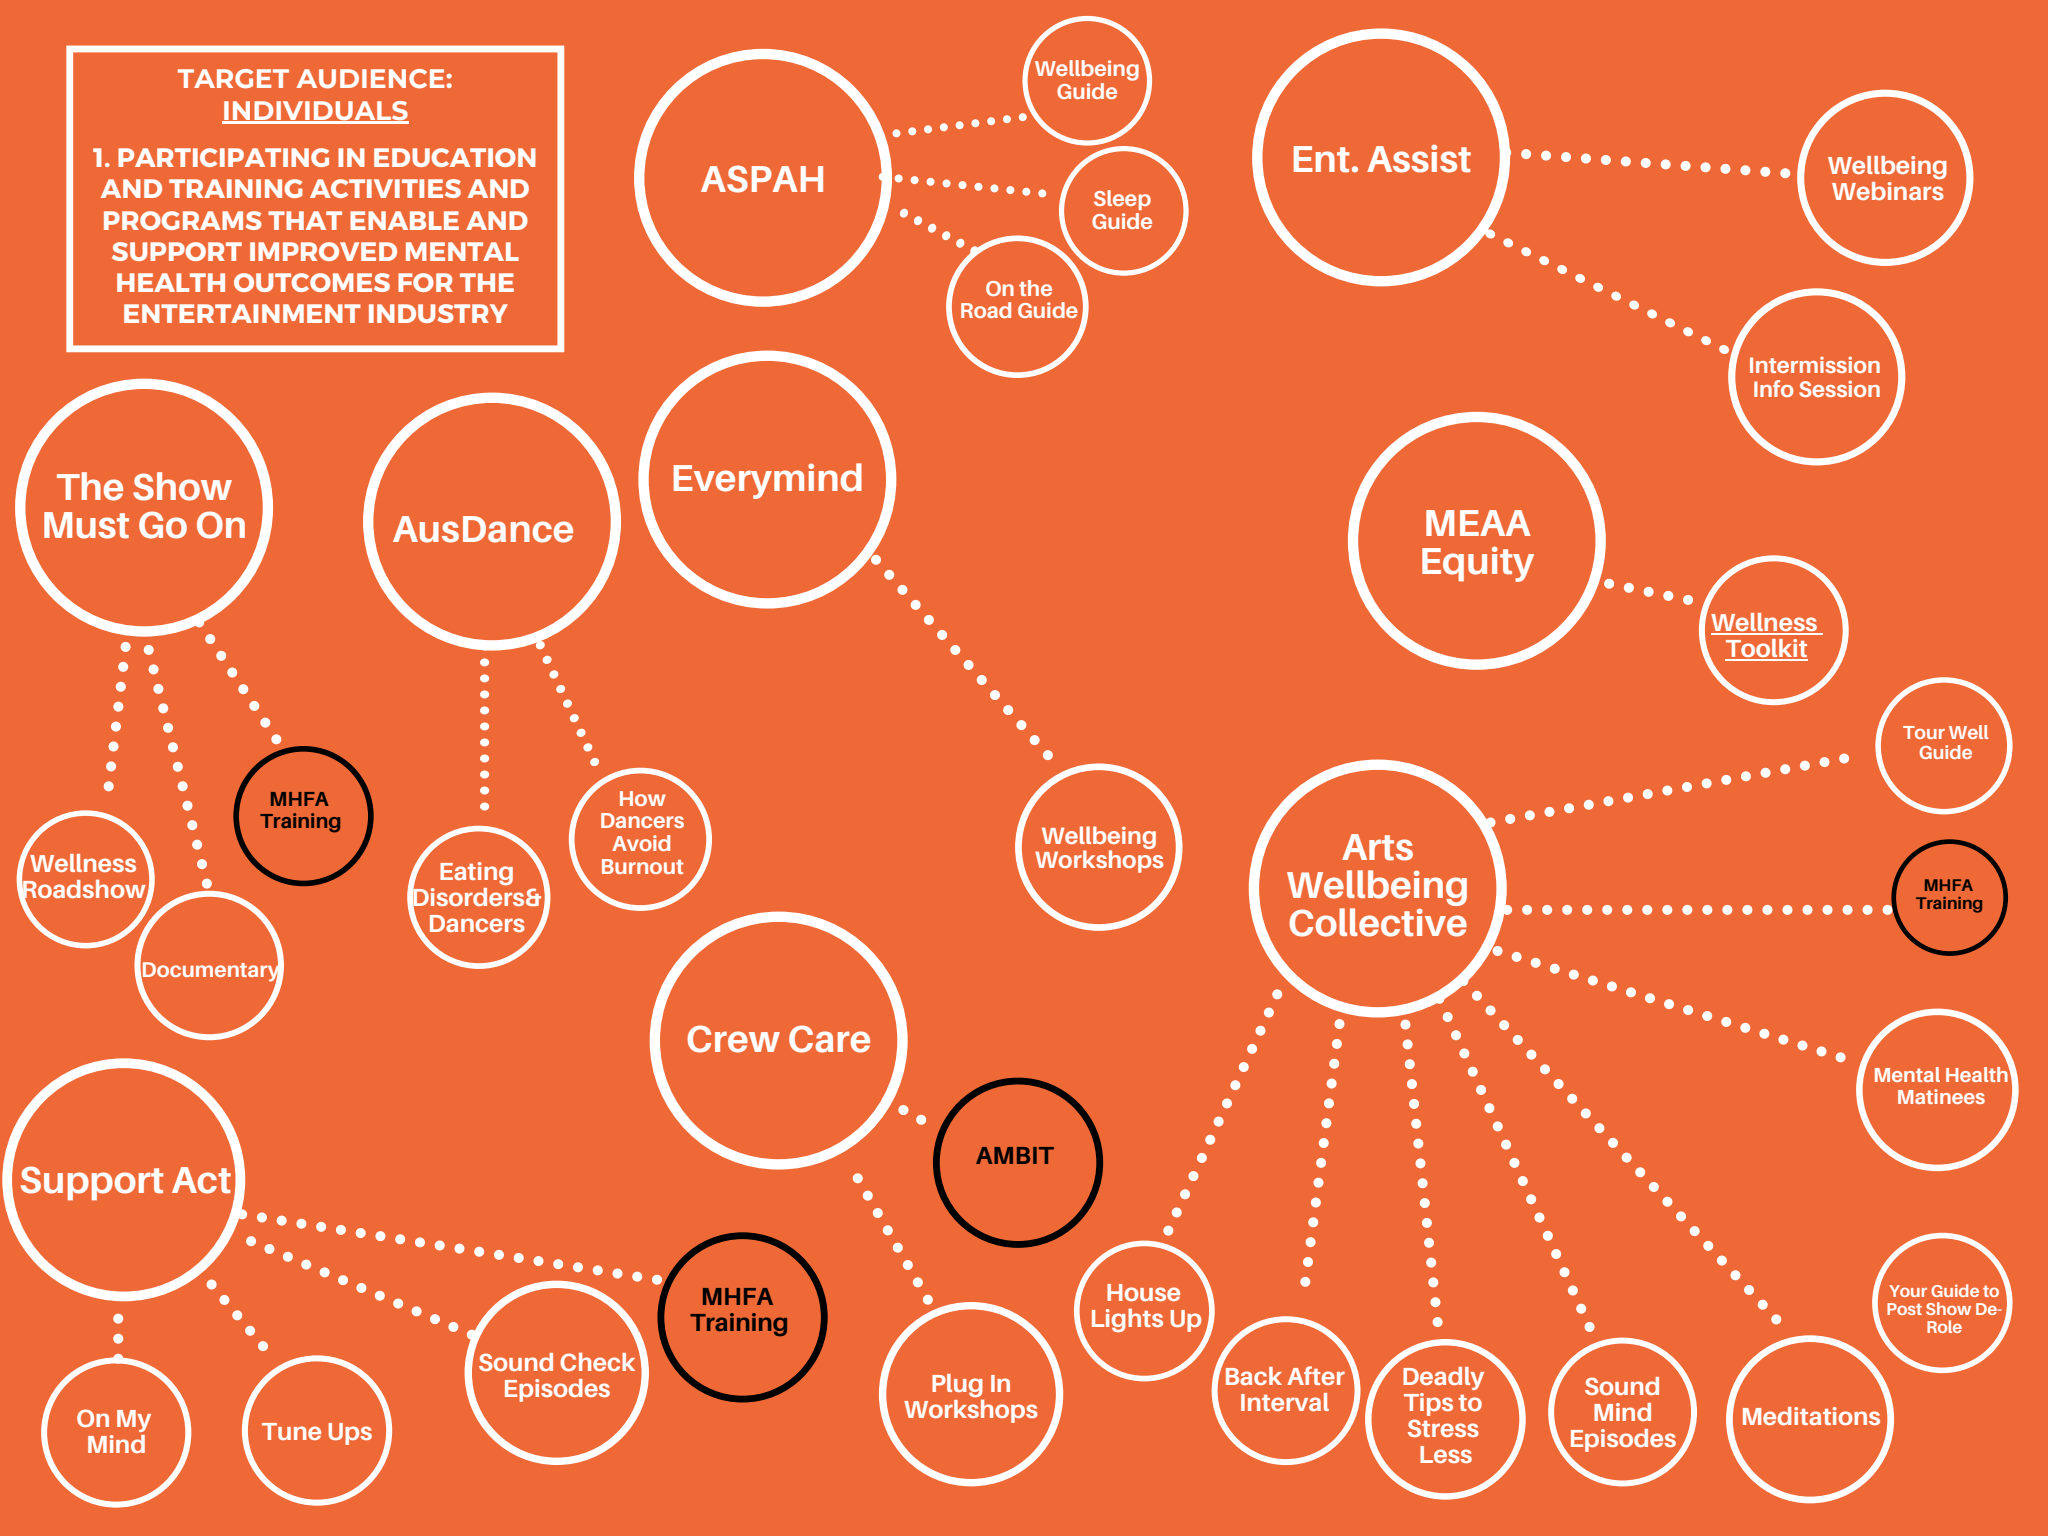 TARGET AUDIENCE:
INDIVIDUALS
1. PARTICIPATING IN EDUCATION
AND TRAINING ACTIVITIES AND
PROGRAMS THAT ENABLE AND
SUPPORT IMPROVED MENTAL
HEALTH OUTCOMES FOR THE
ENTERTAINMENT INDUSTRY
ASPAH
Wellbeing
Guide
Sleep
Guide
On the
Road Guide
Ent. Assist
Wellbeing
Webinars
Intermission
Info Session
The Show
Must Go On
MHFA
Training
Wellness
Roadshow
Documentary
AusDance
Eating
Disorders&
Dancers
How
Dancers
Avoid
Burnout
Everymind
Wellbeing
Workshops
MEAA
Equity
Wellness
Toolkit
Arts
Wellbeing
Collective
Tour Well
Guide
MHFA
Training
Mental Health
Matinees
Your Guide to
Post Show De-
Role
House
Lights Up
Back After
Interval
Deadly
Tips to
Stress
Less
Sound
Mind
Episodes
Meditations
Crew Care
AMBIT
Plug In
Workshops
Support Act
MHFA
Training
Sound Check
Episodes
Tune Ups
On My
Mind